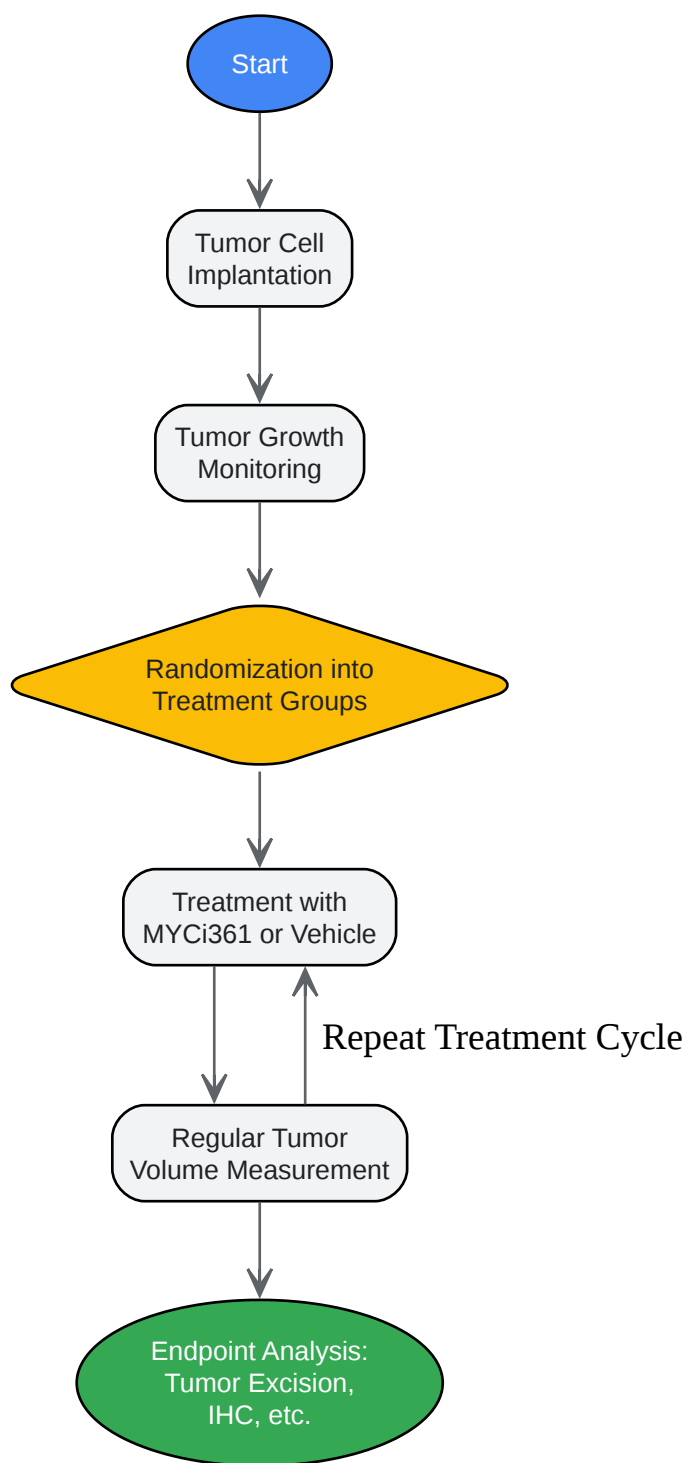 Start
Tumor Cell
Implantation
Tumor Growth
Monitoring
Randomization into
Treatment Groups
Treatment with
MYCi361 or Vehicle
Repeat Treatment Cycle
Regular Tumor
Volume Measurement
Endpoint Analysis:
Tumor Excision,
IHC, etc.